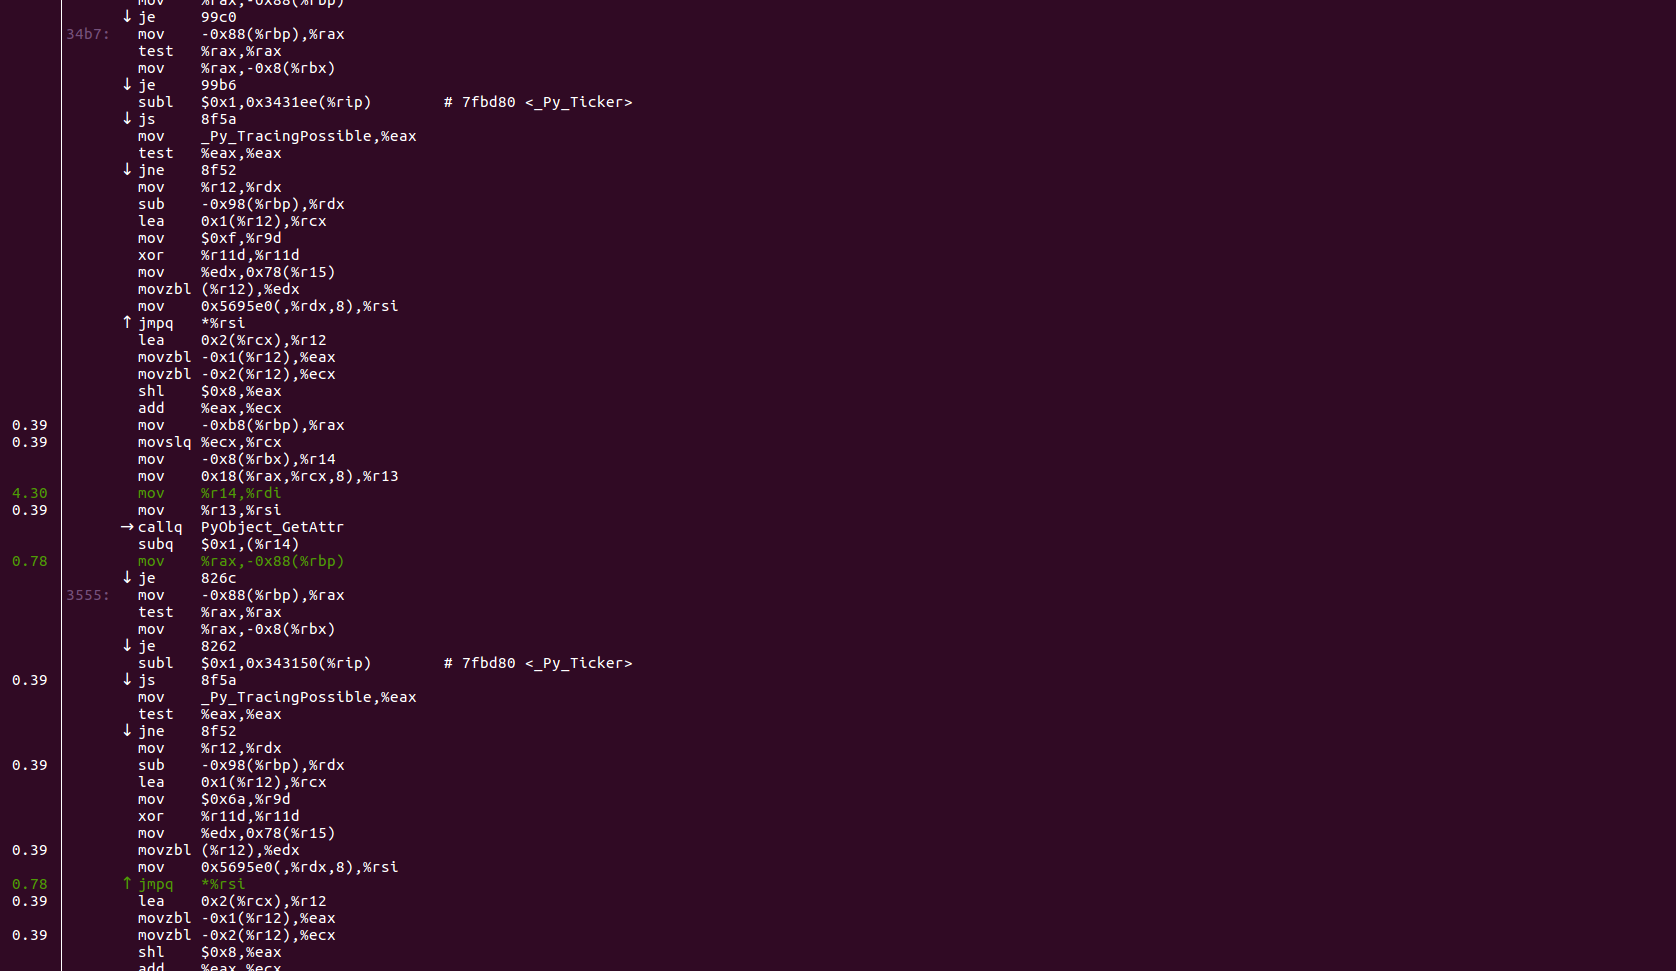 mov %rax,-0x88(%rbp)
↓ je 99c0
34b7: mov -0x88(%rbp),%rax
test %rax,%rax
mov %rax,-0x8(%rbx)
↓ je 99b6
subl $0x1,0x3431ee(%rip) # 7fbd80 <_Py_Ticker>
↓ js 8f5a
mov _Py_TracingPossible,%eax
test %eax,%eax
↓ jne 8f52
mov %r12,%rdx
sub -0x98(%rbp),%rdx
lea 0x1(%r12),%rcx
mov $0xf,%r9d
xor %r11d,%r11d
mov %edx,0x78(%r15)
movzbl (%r12),%edx
mov 0x5695e0(,%rdx,8),%rsi
↑ jmpq *%rsi
lea 0x2(%rcx),%r12
movzbl -0x1(%r12),%eax
movzbl -0x2(%r12),%ecx
shl $0x8,%eax
add %eax,%ecx
0.39 mov -0xb8(%rbp),%rax
0.39 movslq %ecx,%rcx
mov -0x8(%rbx),%r14
mov 0x18(%rax,%rcx,8),%r13
4.30 mov %r14,%rdi
0.39 mov %r13,%rsi
→ callq PyObject_GetAttr
subq $0x1,(%r14)
0.78 mov %rax,-0x88(%rbp)
↓ je 826c
3555: mov -0x88(%rbp),%rax
test %rax,%rax
mov %rax,-0x8(%rbx)
↓ je 8262
subl $0x1,0x343150(%rip) # 7fbd80 <_Py_Ticker>
0.39 ↓ js 8f5a
mov _Py_TracingPossible,%eax
test %eax,%eax
↓ jne 8f52
mov %r12,%rdx
0.39 sub -0x98(%rbp),%rdx
lea 0x1(%r12),%rcx
mov $0x6a,%r9d
xor %r11d,%r11d
mov %edx,0x78(%r15)
0.39 movzbl (%r12),%edx
mov 0x5695e0(,%rdx,8),%rsi
0.78 ↑ jmpq *%rsi
0.39 lea 0x2(%rcx),%r12
movzbl -0x1(%r12),%eax
0.39 movzbl -0x2(%r12),%ecx
shl $0x8,%eax
add %eax,%ecx